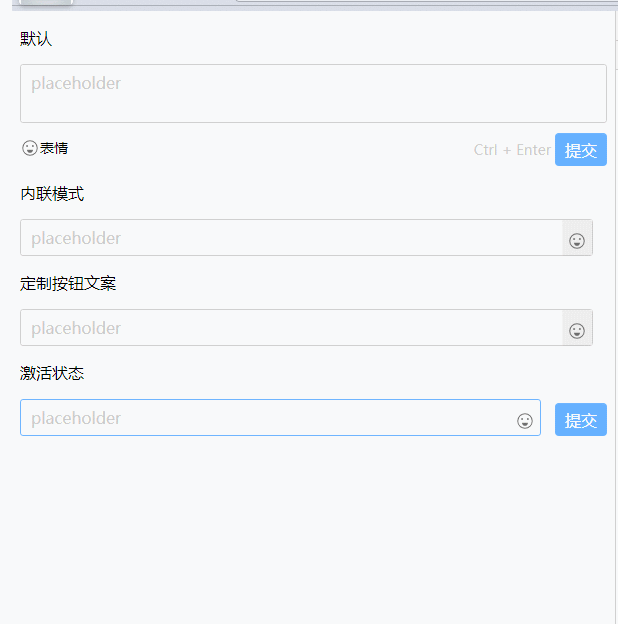 默认
placeholder
表情 Ctrl + Enter 提交
内联模式
placeholder
定制按钮文案
placeholder
激活状态
placeholder 提交